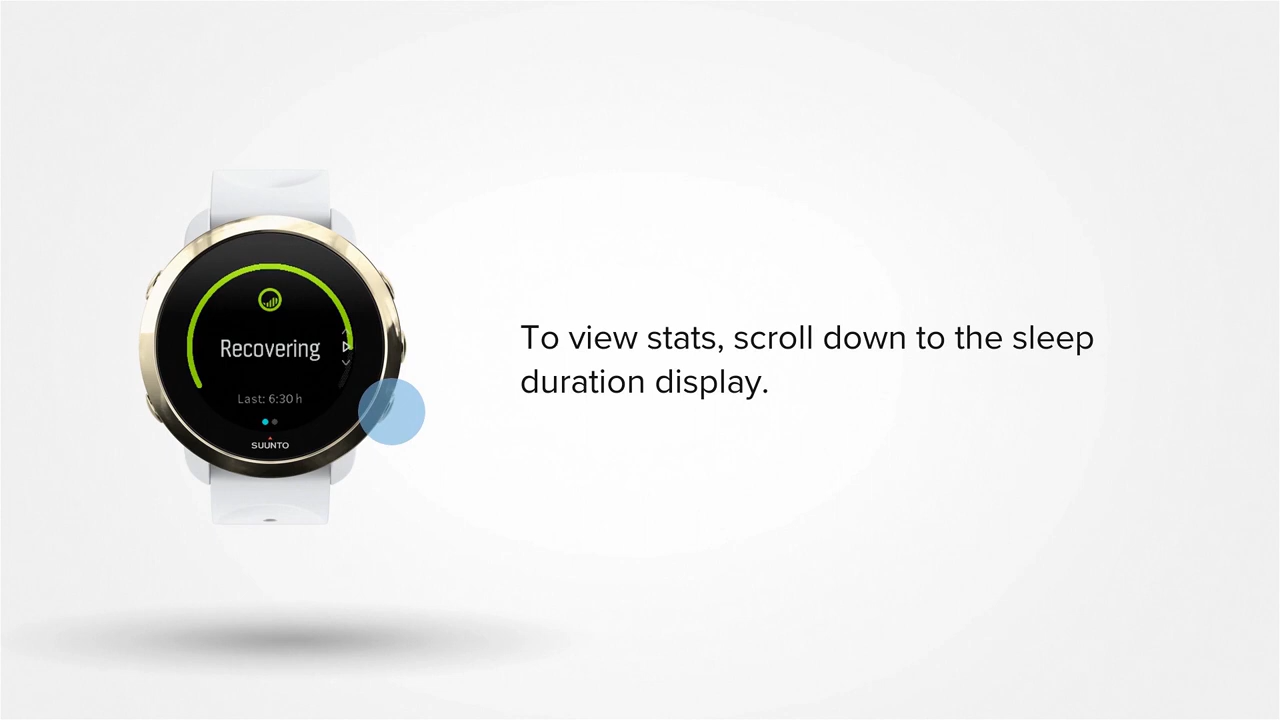 Recovering
Last: 6:30 h
SUUNTO
To view stats, scroll down to the sleep
duration display.